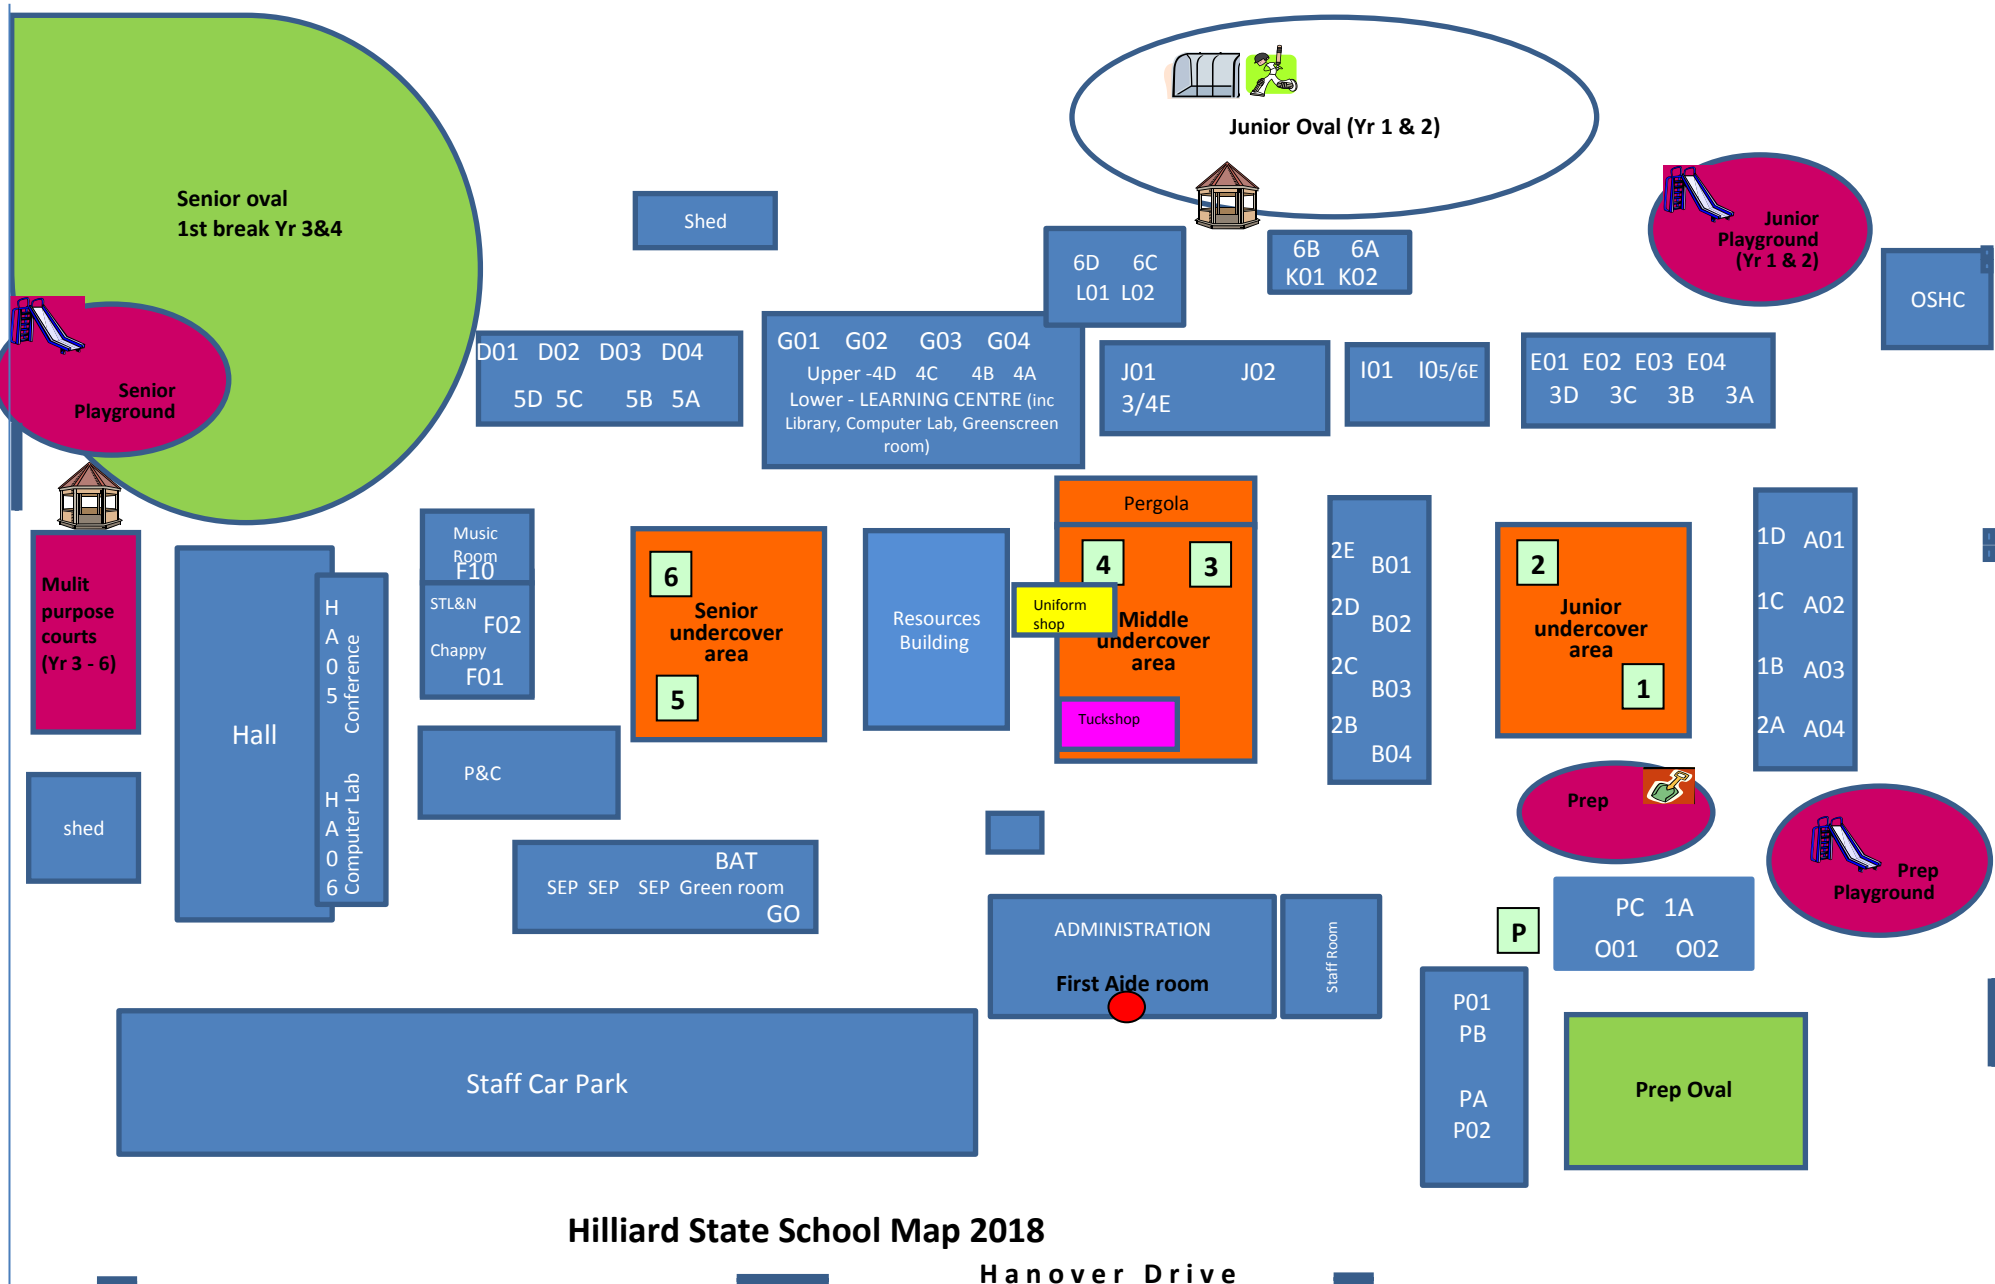 Junior Oval (Yr 1 & 2)
Senior oval
1st break Yr 3&4
Shed
Junior
Playground
(Yr 1 & 2)
6D 6C
L01 L02
6B 6A
K01 K02
OSHC
Senior
Playground
D01 D02 D03 D04
5D 5C 5B 5A
G01 G02 G03 G04
Upper -4D 4C 4B 4A
Lower - LEARNING CENTRE (inc
Library, Computer Lab, Greenscreen
room)
J01 J02
3/4E
I01 I05/6E
E01 E02 E03 E04
3D 3C 3B 3A
Mulit
purpose
courts
(Yr 3 - 6)
Hall
HA05
Conference
HA06
Computer Lab
Music
Room
F10
STL&N
F02
Chappy
F01
6
Senior
undercover
area
5
Resources
Building
Pergola
4 3
Uniform
shop
Middle
undercover
area
Tuckshop
2E B01
2D B02
2C B03
2B B04
2
Junior
undercover
area
1
1D A01
1C A02
1B A03
2A A04
shed
P&C
Prep
Prep
Playground
BAT
SEP SEP SEP Green room
GO
ADMINISTRATION
First Aide room
Staff Room
P
PC 1A
O01 O02
P01
PB
PA
P02
Prep Oval
Staff Car Park
Hilliard State School Map 2018
Hanover Drive